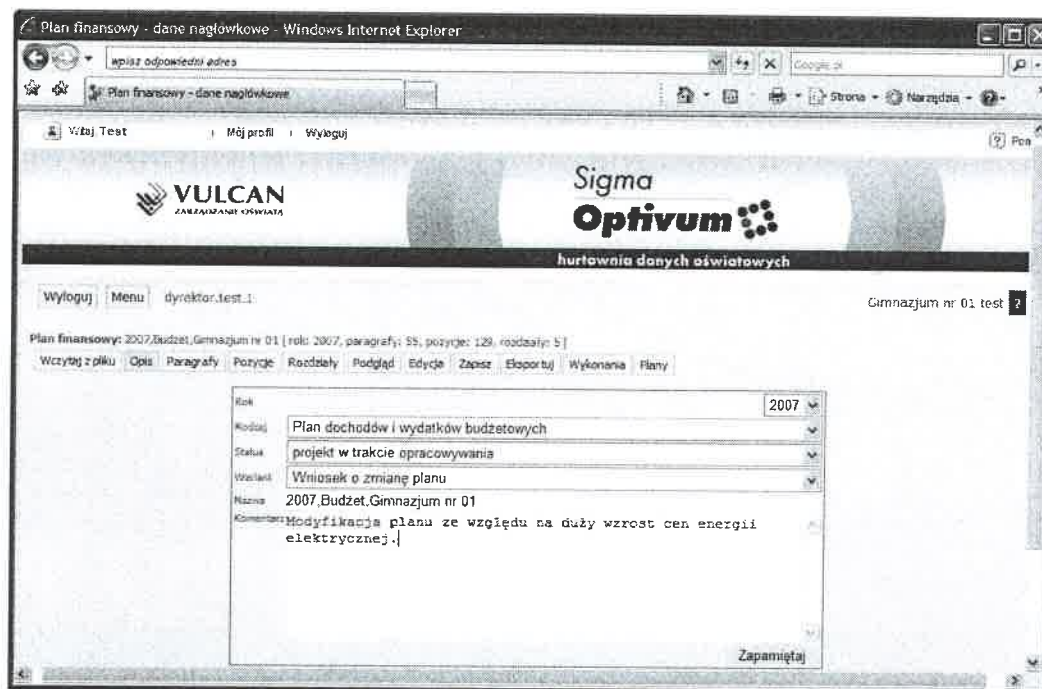 Plan finansowy - dane nagłówkowe - Windows Internet Explorer
wpisz odpowiedni adres
Google.pl
Plan finansowy - dane nagłówkowe
Strona
Narzędzia
Witaj Test
Mój profil
Wyloguj
Pon
VULCAN
ZARZĄDZANIE OŚWIATĄ
Sigma
Optivum
hurtownia danych oświatowych
Wyloguj Menu dyrektor.test.1
Gimnazjum nr 01 test ?
Plan finansowy: 2007,Budżet,Gimnazjum nr 01 [ rok: 2007, paragrafy: 55, pozycje: 129, rozdziały: 5 ]
Wczytaj z pliku Opis Paragrafy Pozycje Rozdziały Podgląd Edycja Zapisz Eksportuj Wykonania Plany
Rok 2007
Rodzaj Plan dochodów i wydatków budżetowych
Status projekt w trakcie opracowywania
Wariant Wniosek o zmianę planu
Nazwa 2007,Budżet,Gimnazjum nr 01
Komentarz Modyfikacja planu ze względu na duży wzrost cen energii
elektrycznej.
Zapamiętaj